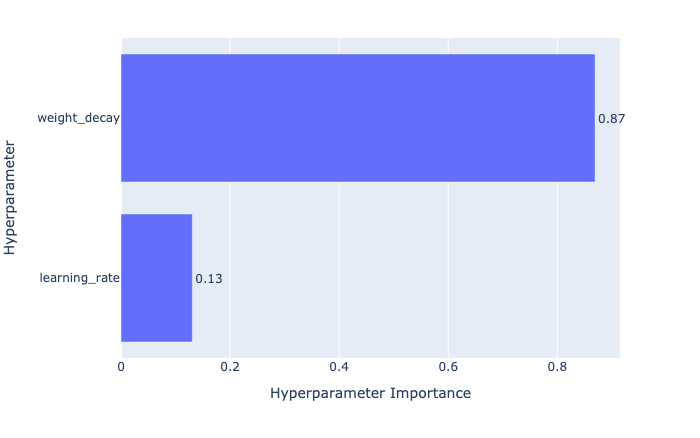 weight_decay
0.87
learning_rate
0.13
0 0.2 0.4 0.6 0.8
Hyperparameter Importance
Hyperparameter